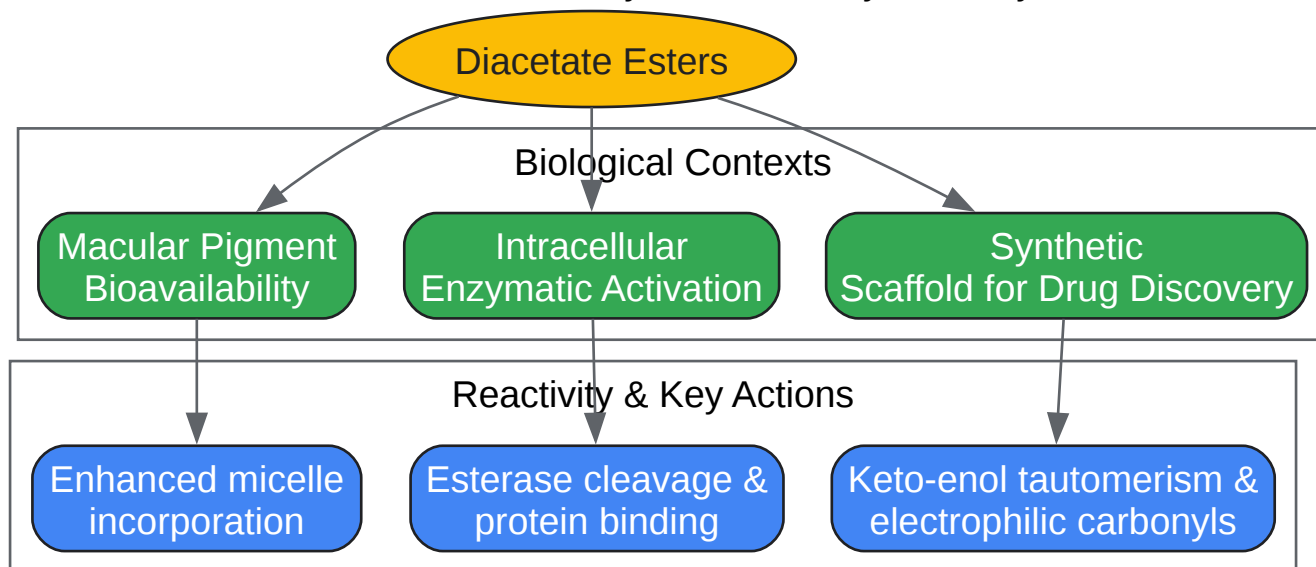 Diacetate Esters
Biological Contexts
Macular Pigment
Bioavailability
Intracellular
Enzymatic Activation
Synthetic
Scaffold for Drug Discovery
Reactivity & Key Actions
Enhanced micelle
incorporation
Esterase cleavage &
protein binding
Keto-enol tautomerism &
electrophilic carbonyls